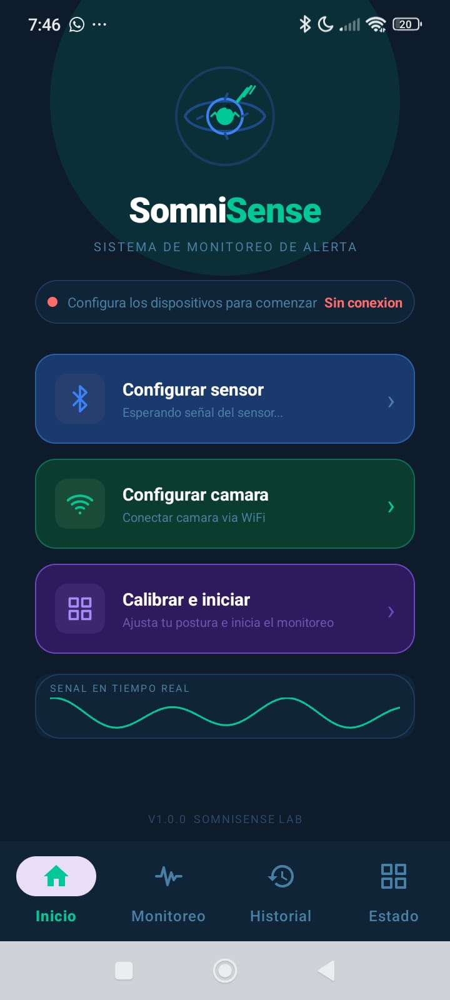 7:46
20
SomniSense
SISTEMA DE MONITOREO DE ALERTA
Configura los dispositivos para comenzar Sin conexion
Configurar sensor
Esperando señal del sensor...
Configurar camara
Conectar camara via WiFi
Calibrar e iniciar
Ajusta tu postura e inicia el monitoreo
SENAL EN TIEMPO REAL
V1.0.0 SOMNISENSE LAB
Inicio Monitoreo Historial Estado